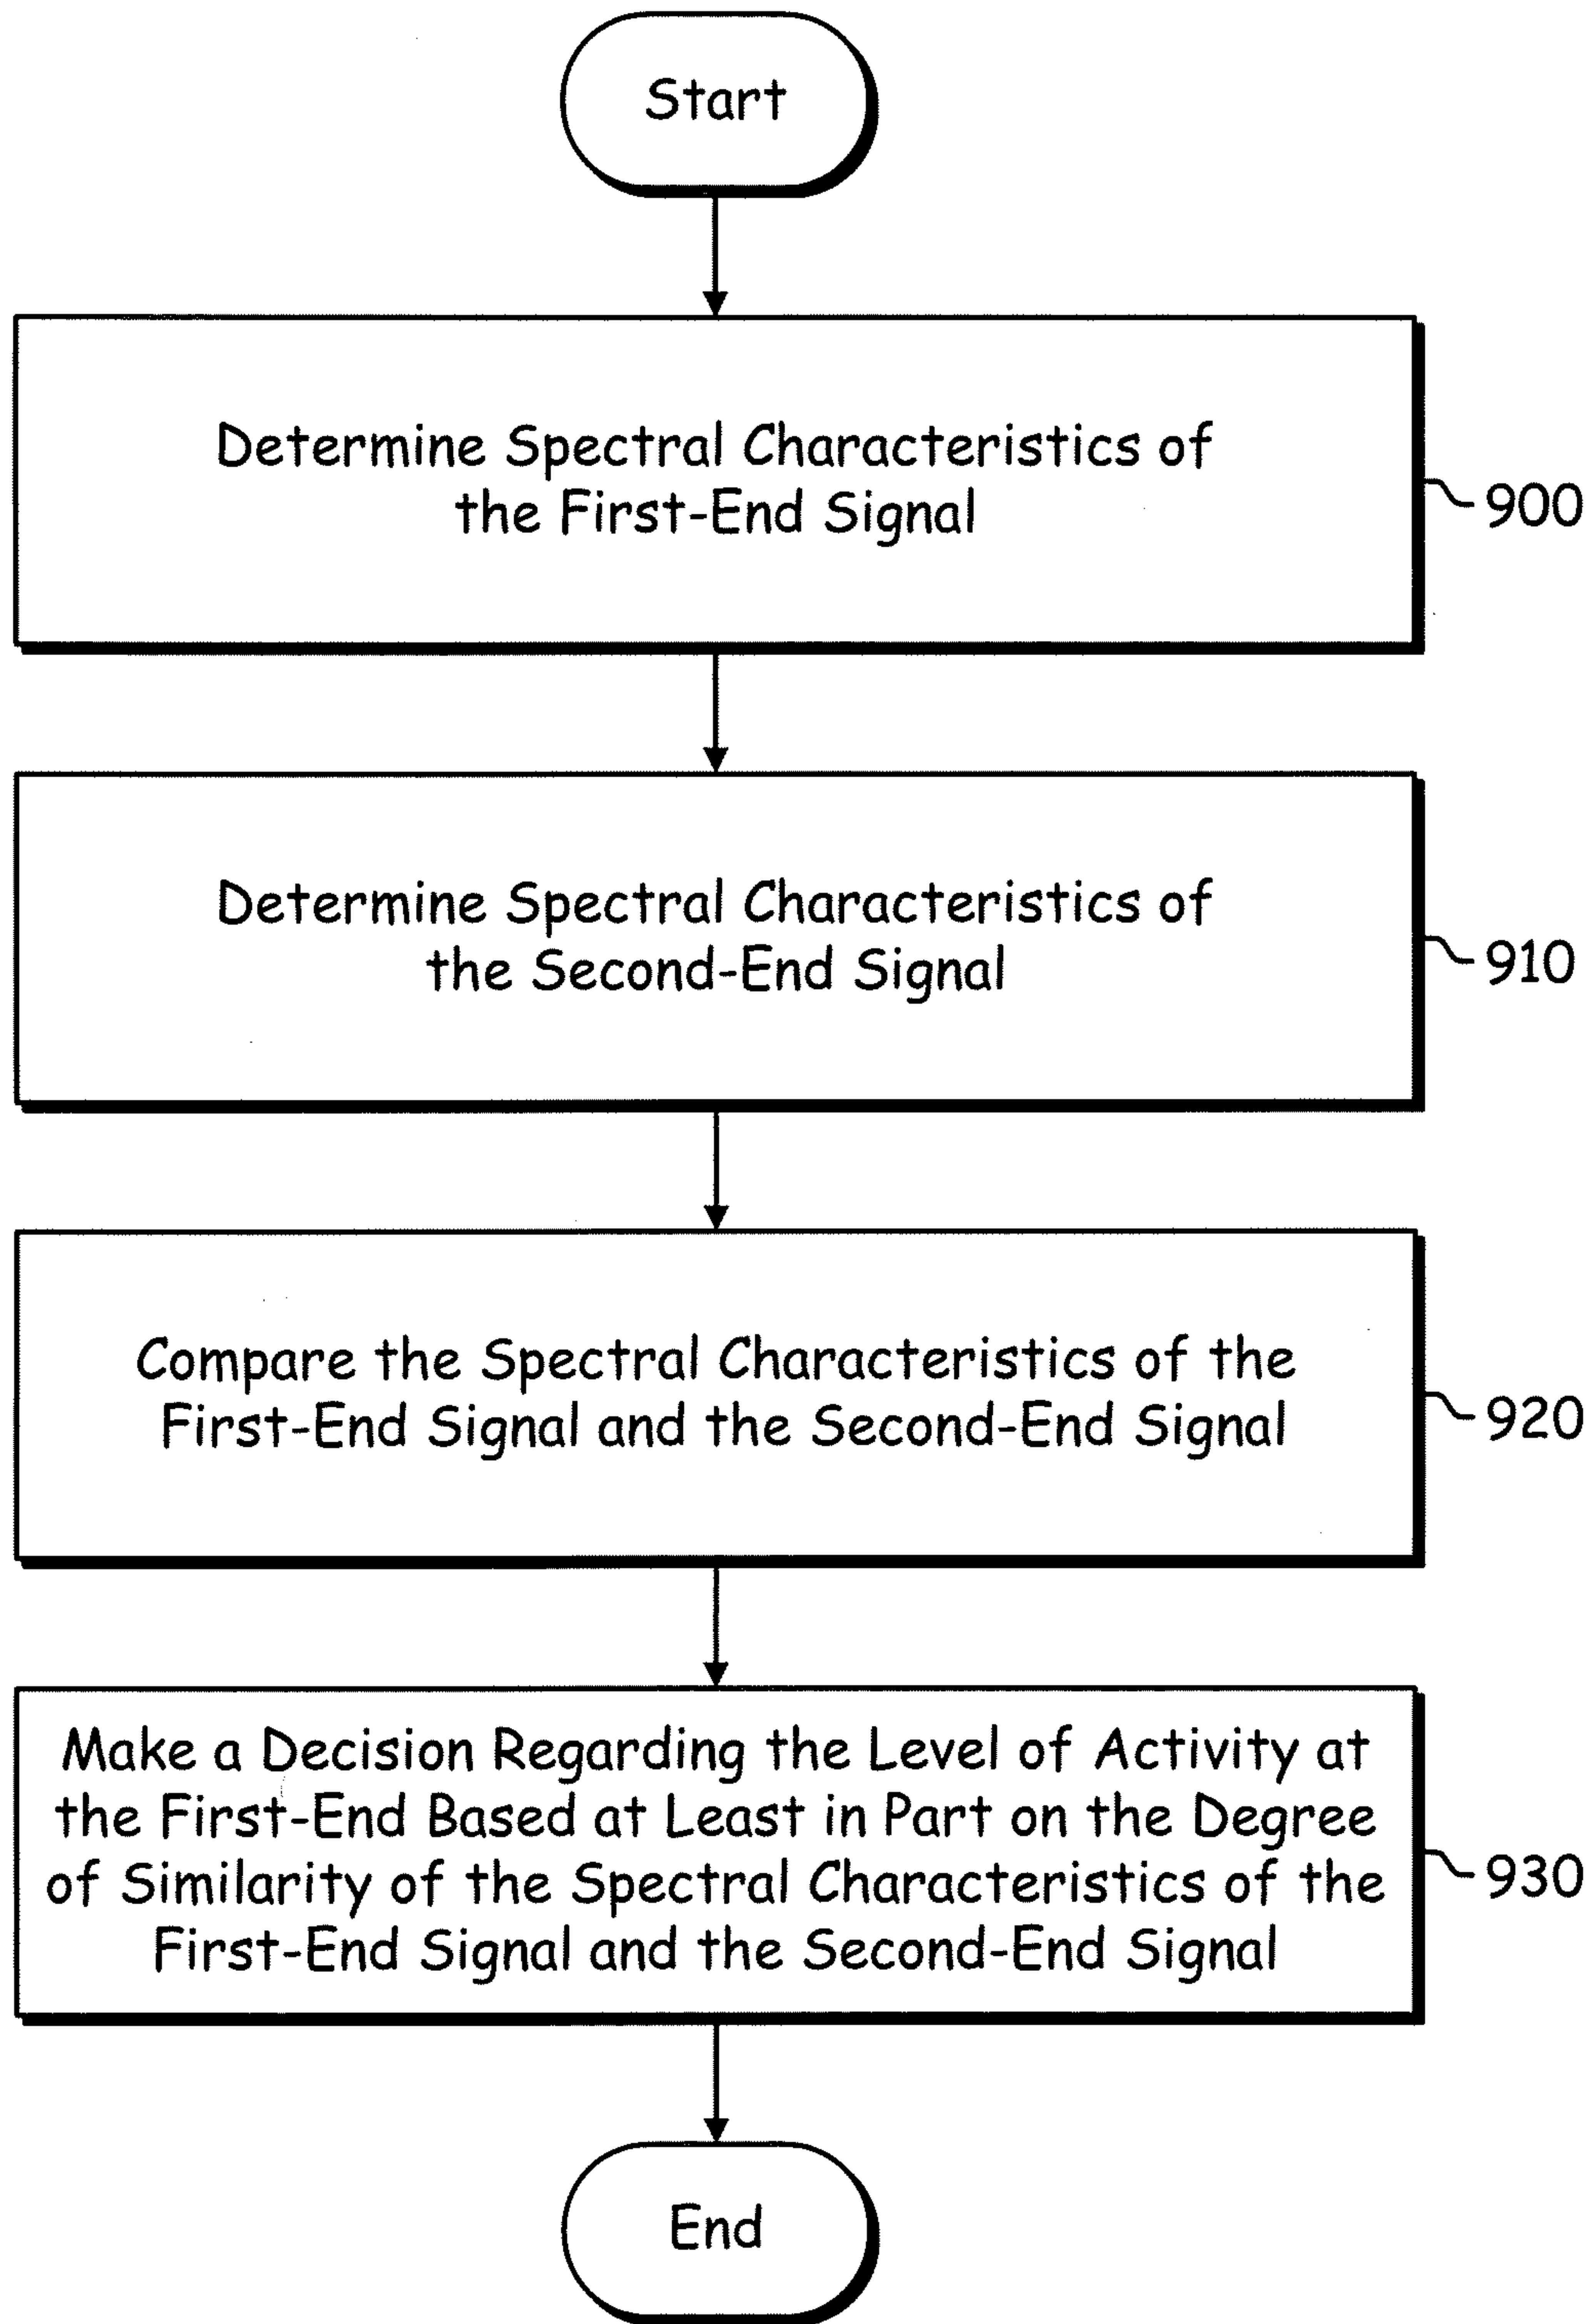 Start
Determine Spectral Characteristics of
the First-End Signal
900
Determine Spectral Characteristics of
the Second-End Signal
910
Compare the Spectral Characteristics of the
First-End Signal and the Second-End Signal
920
Make a Decision Regarding the Level of Activity at
the First-End Based at Least in Part on the Degree
of Similarity of the Spectral Characteristics of the
First-End Signal and the Second-End Signal
930
End